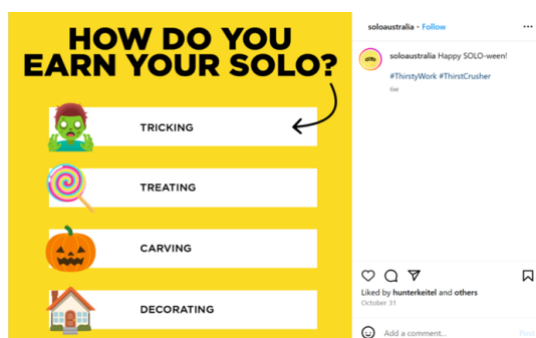 HOW DO YOU
EARN YOUR SOLO?
TRICKING
TREATING
CARVING
DECORATING
soloaustralia • Follow
soloaustralia Happy SOLO-ween!
#ThirstyWork #ThirstCrusher
Liked by hunterkeitel and others
October 31
Add a comment...
Post